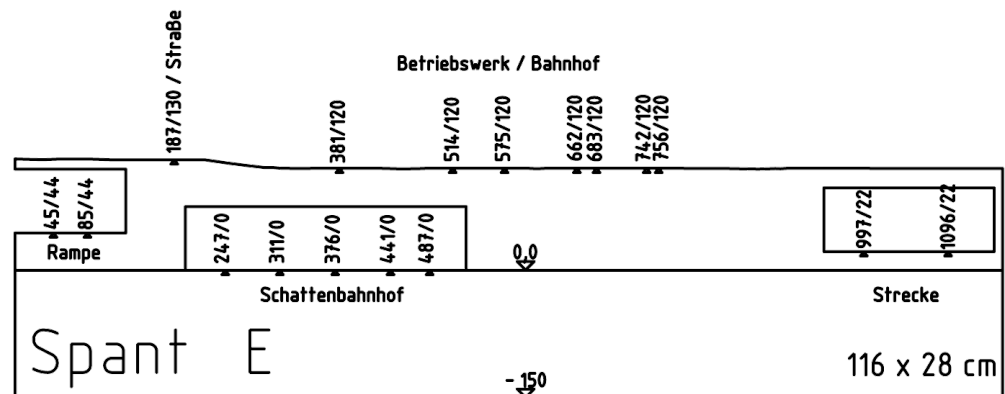 187/130 / Straße
Betriebswerk / Bahnhof
381/120
514/120
575/120
662/120
683/120
742/120
756/120
45/44
85/44
Rampe
247/0
311/0
376/0
441/0
487/0
0,0
997/22
1096/22
Schattenbahnhof
Strecke
Spant E
- 150
116 x 28 cm